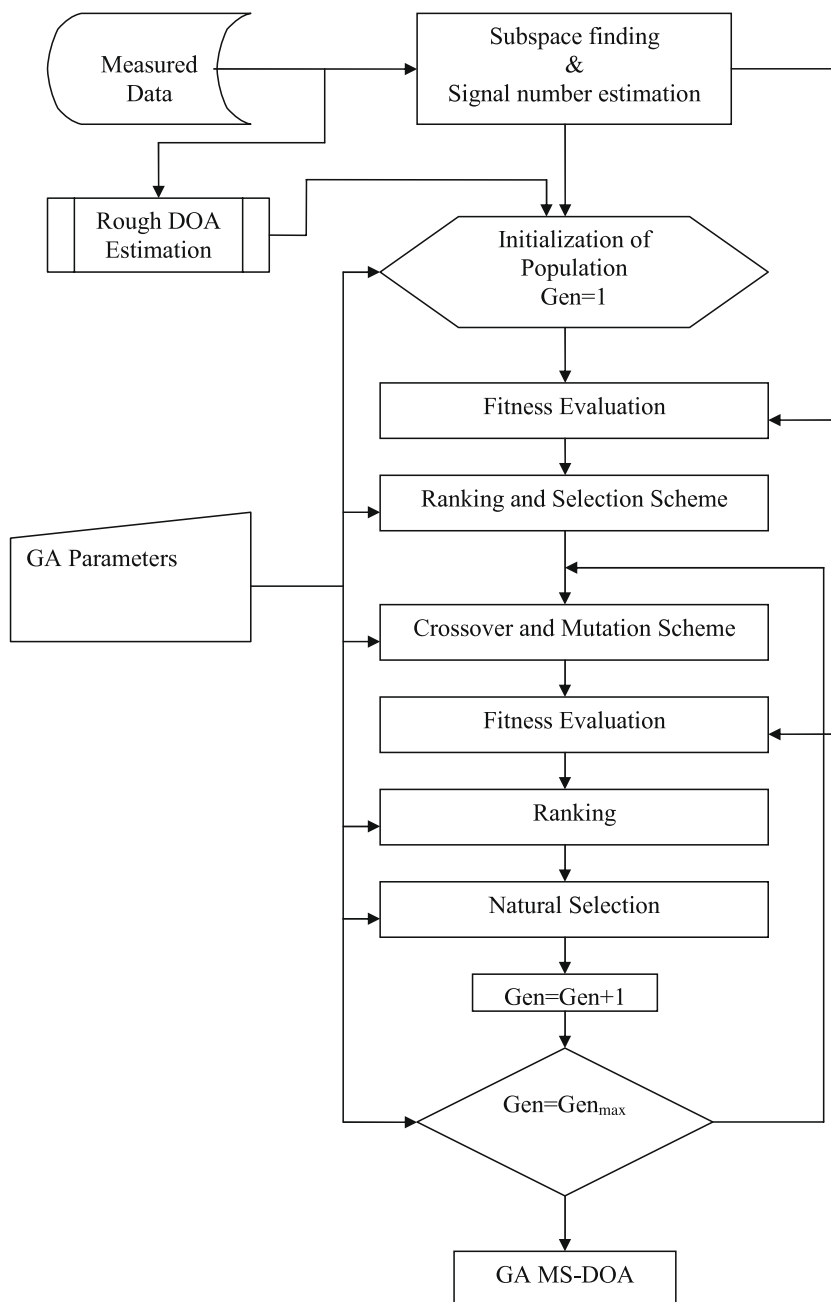 Measured
Data
Subspace finding
&
Signal number estimation
Rough DOA
Estimation
Initialization of
Population
Gen=1
Fitness Evaluation
Ranking and Selection Scheme
GA Parameters
Crossover and Mutation Scheme
Fitness Evaluation
Ranking
Natural Selection
Gen=Gen+1
Gen=Genmax
GA MS-DOA